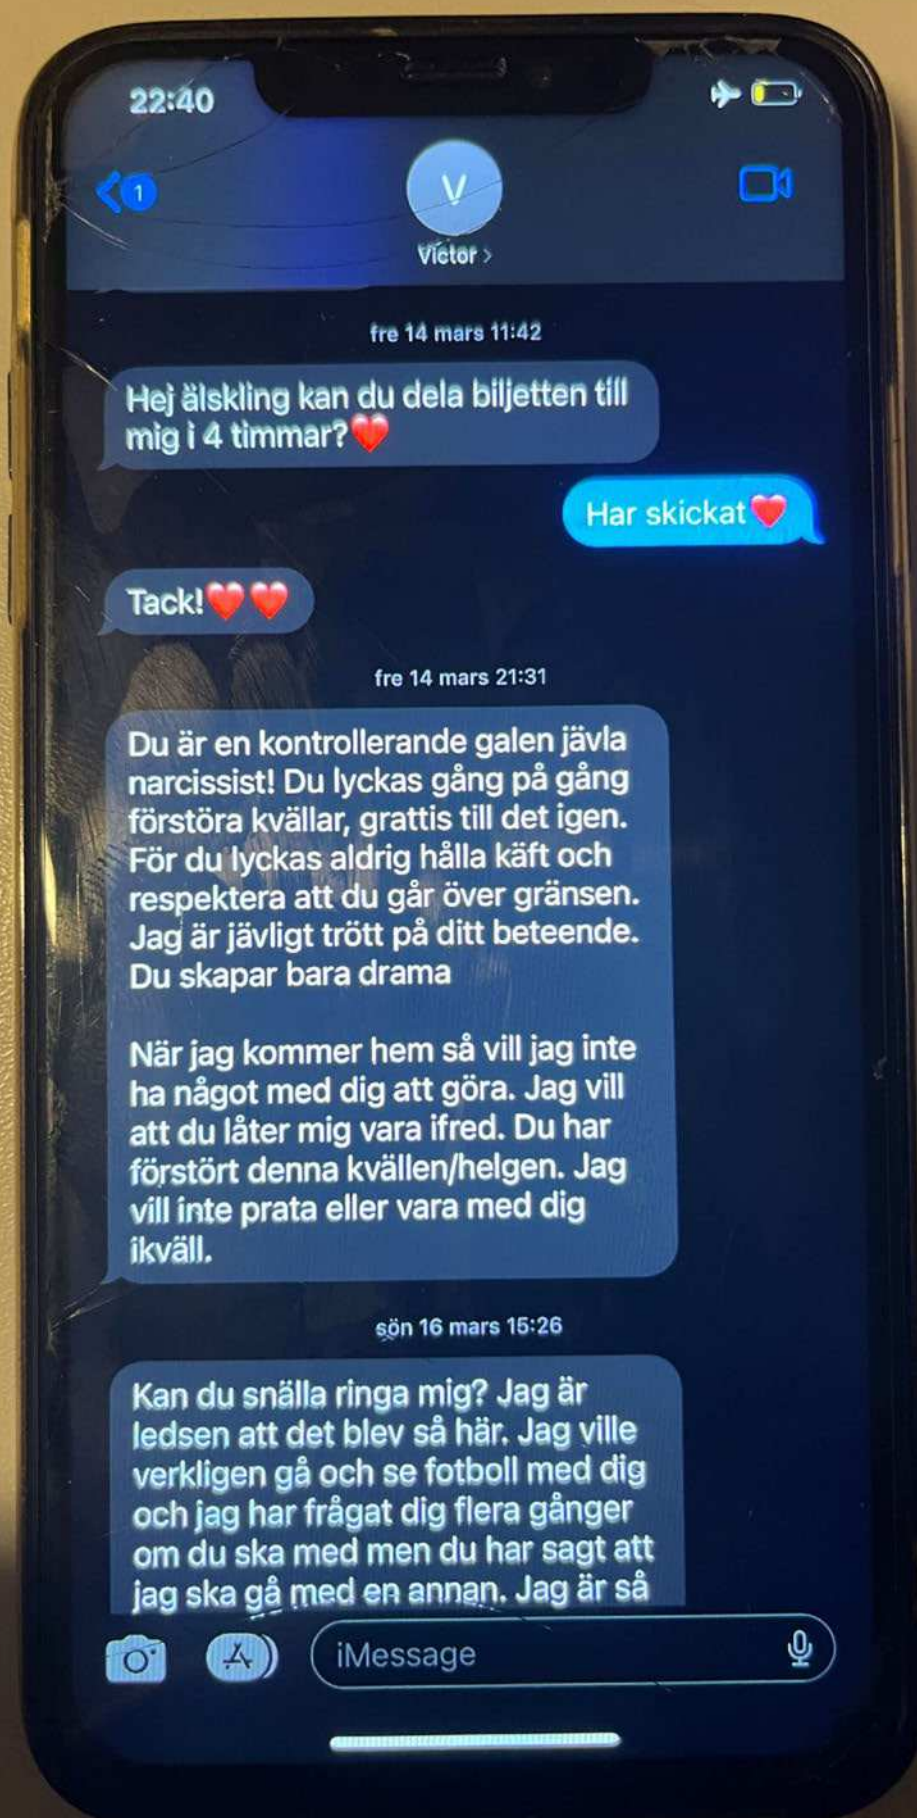 22:40
1
V
Victor >
fre 14 mars 11:42
Hej älskling kan du dela biljetten till
mig i 4 timmar?❤️
Har skickat❤️
Tack!❤️❤️
fre 14 mars 21:31
Du är en kontrollerande galen jävla
narcissist! Du lyckas gång på gång
förstöra kvällar, grattis till det igen.
För du lyckas aldrig hålla käft och
respektera att du går över gränsen.
Jag är jävligt trött på ditt beteende.
Du skapar bara drama
När jag kommer hem så vill jag inte
ha något med dig att göra. Jag vill
att du låter mig vara ifred. Du har
förstört denna kvällen/helgen. Jag
vill inte prata eller vara med dig
ikväll.
sön 16 mars 15:26
Kan du snälla ringa mig? Jag är
ledsen att det blev så här. Jag ville
verkligen gå och se fotboll med dig
och jag har frågat dig flera gånger
om du ska med men du har sagt att
jag ska gå med en annan. Jag är så
iMessage